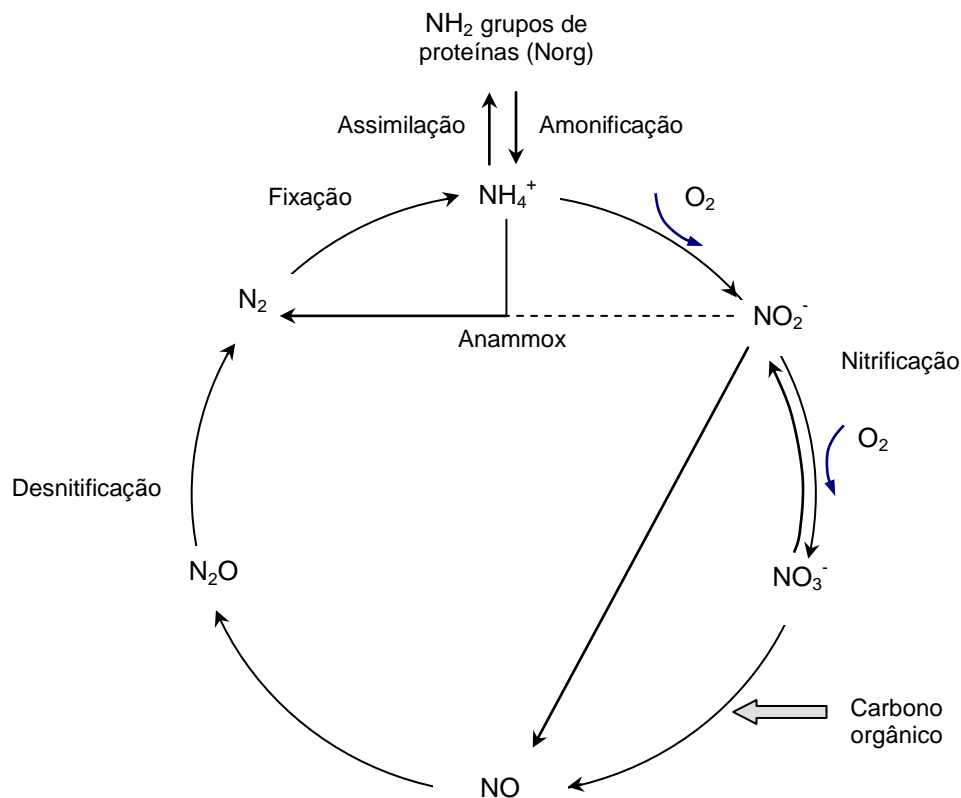 NH₂ grupos de
proteínas (Norg)
Assimilação
Amonificação
Fixação
NH₄⁺
O₂
N₂
NO₂⁻
Anammox
Nitrificação
O₂
Desnitificação
N₂O
NO₃⁻
Carbono
orgânico
NO